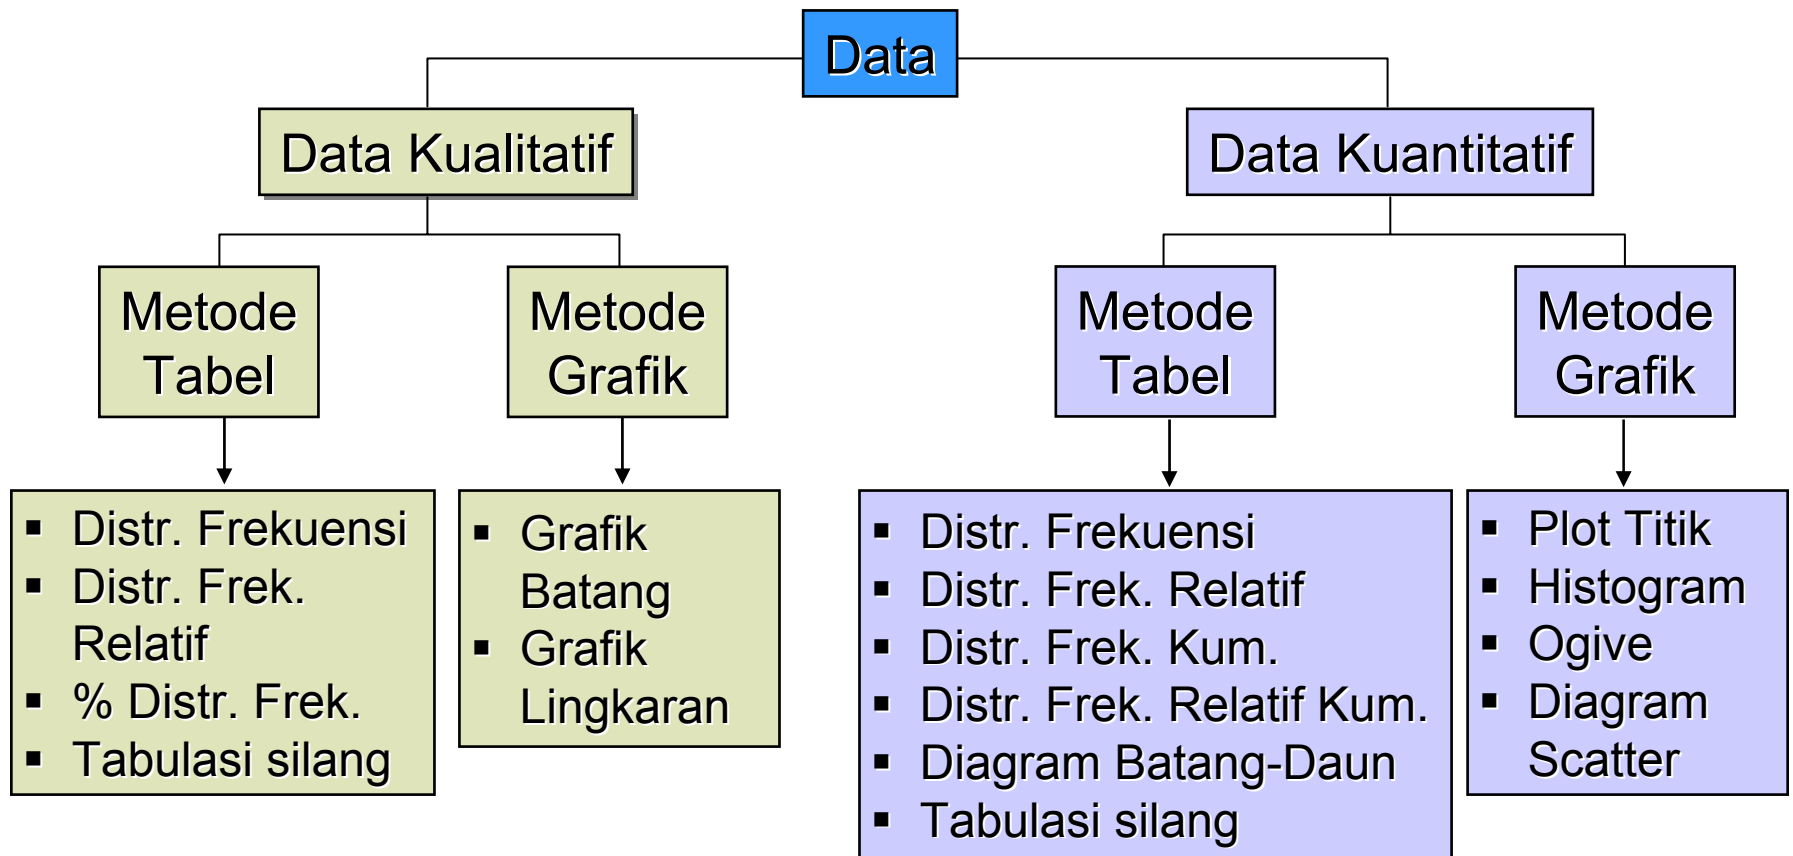 Data
Data Kualitatif
Data Kuantitatif
Metode
Tabel
Metode
Grafik
Metode
Tabel
Metode
Grafik
▪ Distr. Frekuensi
▪ Distr. Frek.
Relatif
▪ % Distr. Frek.
▪ Tabulasi silang
▪ Grafik
Batang
▪ Grafik
Lingkaran
▪ Distr. Frekuensi
▪ Distr. Frek. Relatif
▪ Distr. Frek. Kum.
▪ Distr. Frek. Relatif Kum.
▪ Diagram Batang-Daun
▪ Tabulasi silang
▪ Plot Titik
▪ Histogram
▪ Ogive
▪ Diagram
Scatter